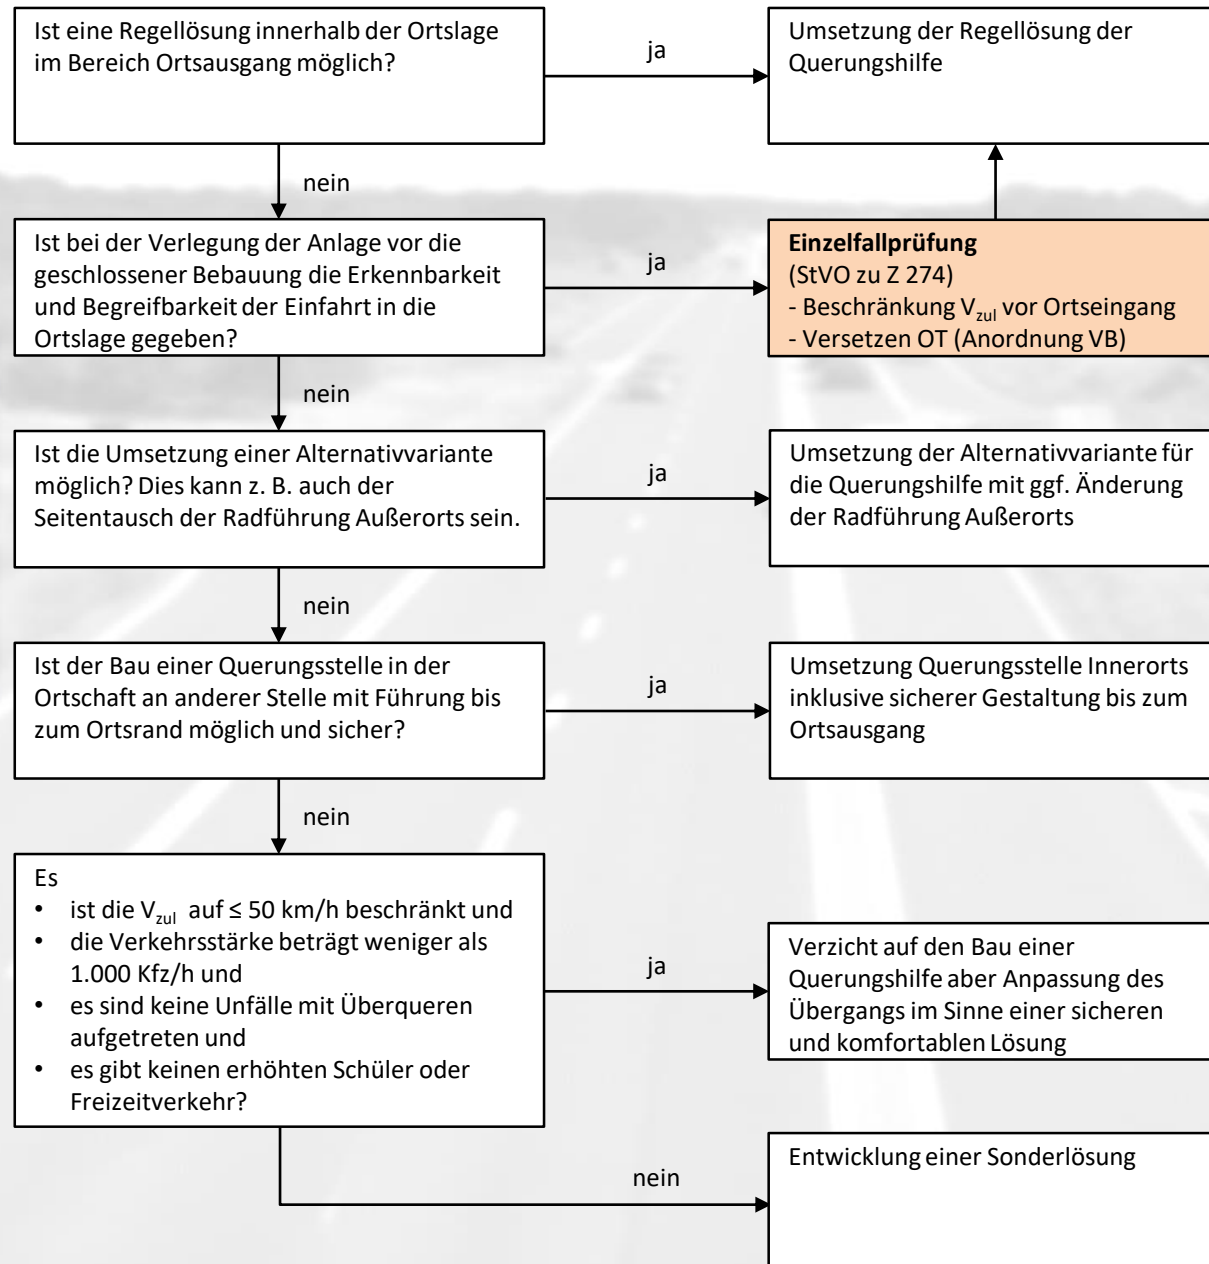 Ist eine Regellösung innerhalb der Ortslage
im Bereich Ortsausgang möglich?
ja
Umsetzung der Regellösung der
Querungshilfe
nein
Ist bei der Verlegung der Anlage vor die
geschlossener Bebauung die Erkennbarkeit
und Begreifbarkeit der Einfahrt in die
Ortslage gegeben?
ja
Einzelfallprüfung
(StVO zu Z 274)
- Beschränkung Vzul vor Ortseingang
- Versetzen OT (Anordnung VB)
nein
Ist die Umsetzung einer Alternativvariante
möglich? Dies kann z. B. auch der
Seitentausch der Radführung Außerorts sein.
ja
Umsetzung der Alternativvariante für
die Querungshilfe mit ggf. Änderung
der Radführung Außerorts
nein
Ist der Bau einer Querungsstelle in der
Ortschaft an anderer Stelle mit Führung bis
zum Ortsrand möglich und sicher?
ja
Umsetzung Querungsstelle Innerorts
inklusive sicherer Gestaltung bis zum
Ortsausgang
nein
Es
• ist die Vzul auf ≤ 50 km/h beschränkt und
• die Verkehrsstärke beträgt weniger als
1.000 Kfz/h und
• es sind keine Unfälle mit Überqueren
aufgetreten und
• es gibt keinen erhöhten Schüler oder
Freizeitverkehr?
ja
Verzicht auf den Bau einer
Querungshilfe aber Anpassung des
Übergangs im Sinne einer sicheren
und komfortablen Lösung
nein
Entwicklung einer Sonderlösung